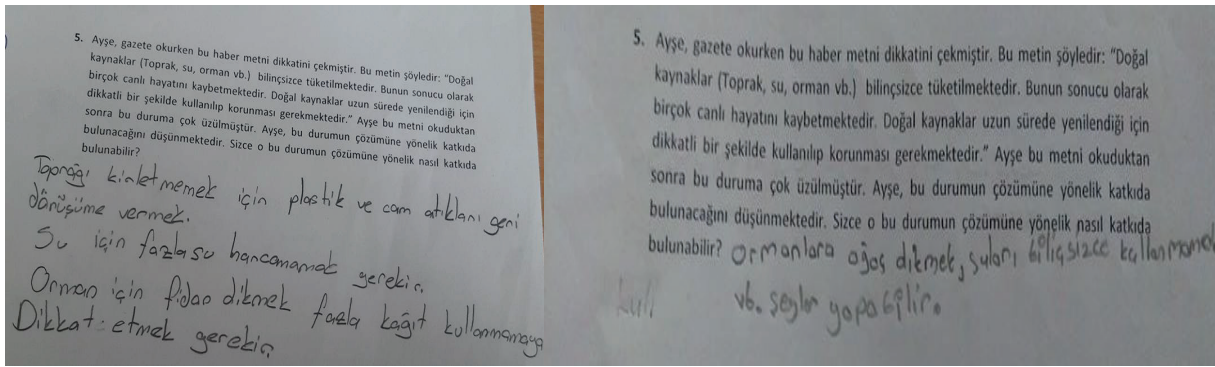 5. Ayşe, gazete okurken bu haber metni dikkatini çekmiştir. Bu metin şöyledir: "Doğal
kaynaklar (Toprak, su, orman vb.) bilinçsizce tüketilmektedir. Bunun sonucu olarak
birçok canlı hayatını kaybetmektedir. Doğal kaynaklar uzun sürede yenilendiği için
dikkatli bir şekilde kullanılıp korunması gerekmektedir." Ayşe bu metni okuduktan
sonra bu duruma çok üzülmüştür. Ayşe, bu durumun çözümüne yönelik katkıda
bulunacağını düşünmektedir. Sizce o bu durumun çözümüne yönelik nasıl katkıda
bulunabilir?
Toprağı kirletmemek için plastik ve cam atıkları geri
dönüşüme vermek.
Su için fazla su harcamamak gerekir.
Orman için fidan dikmek fazla kağıt kullanmamaya
Dikkat etmek gerekir
5. Ayşe, gazete okurken bu haber metni dikkatini çekmiştir. Bu metin şöyledir: "Doğal
kaynaklar (Toprak, su, orman vb.) bilinçsizce tüketilmektedir. Bunun sonucu olarak
birçok canlı hayatını kaybetmektedir. Doğal kaynaklar uzun sürede yenilendiği için
dikkatli bir şekilde kullanılıp korunması gerekmektedir." Ayşe bu metni okuduktan
sonra bu duruma çok üzülmüştür. Ayşe, bu durumun çözümüne yönelik katkıda
bulunacağını düşünmektedir. Sizce o bu durumun çözümüne yönelik nasıl katkıda
bulunabilir? Ormanlara ağaç dikmek, suları biliçsizce kullanmamak
vb. şeyler yapabilir.